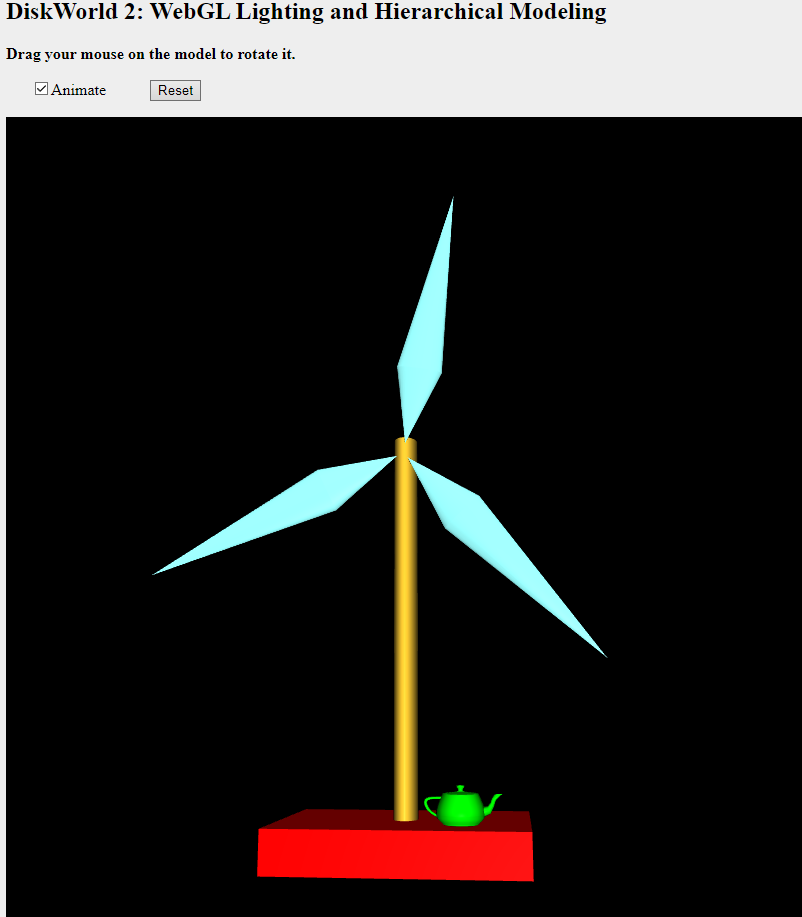 DiskWorld 2: WebGL Lighting and Hierarchical Modeling
Drag your mouse on the model to rotate it.
Animate Reset